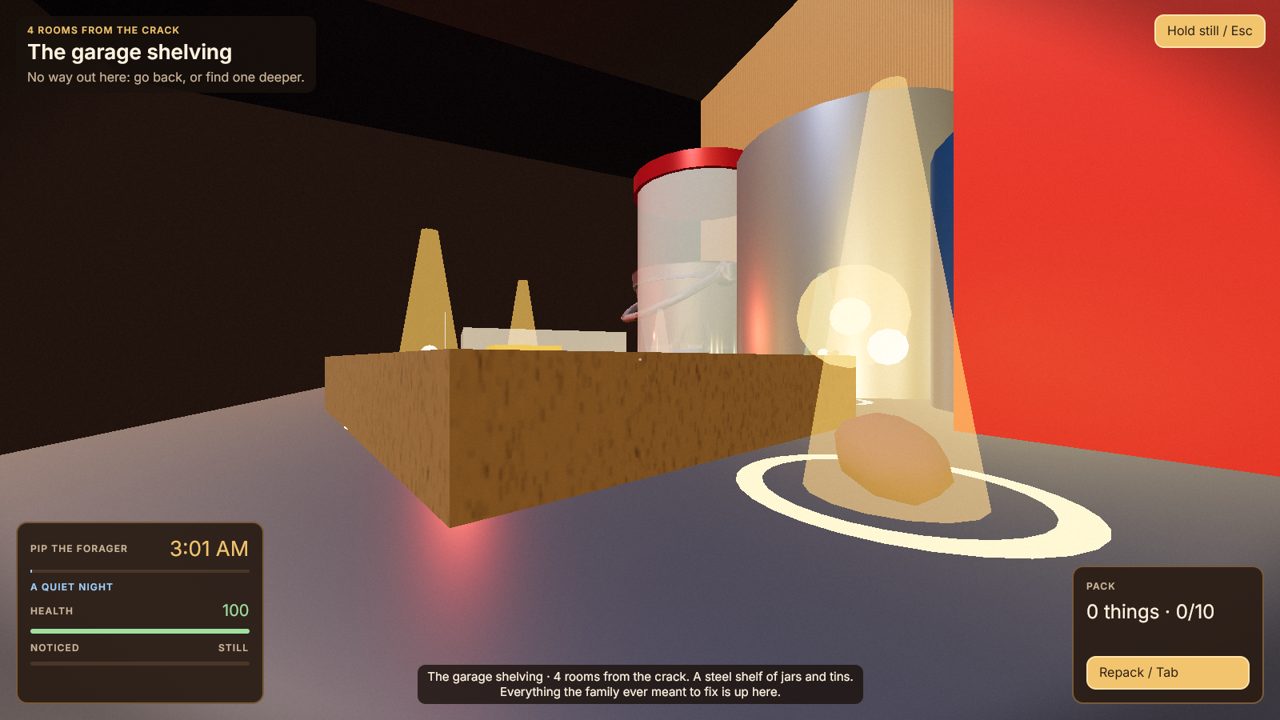 4 ROOMS FROM THE CRACK
The garage shelving
No way out here: go back, or find one deeper.
Hold still / Esc
PIP THE FORAGER 3:01 AM
A QUIET NIGHT
HEALTH 100
NOTICED STILL
The garage shelving · 4 rooms from the crack. A steel shelf of jars and tins.
Everything the family ever meant to fix is up here.
PACK
0 things · 0/10
Repack / Tab